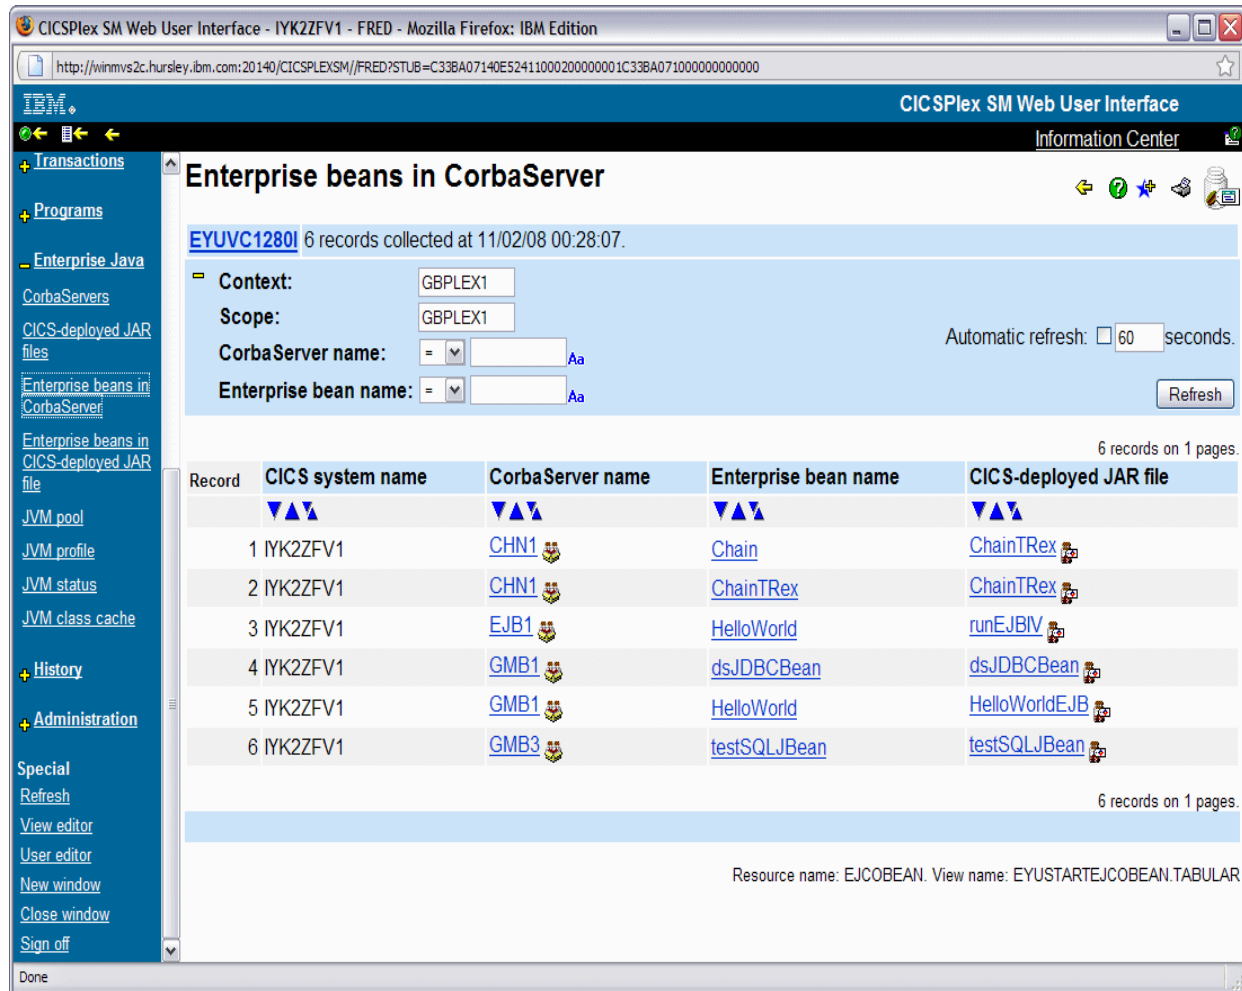 CICSPlex SM Web User Interface - IYK2ZFV1 - FRED - Mozilla Firefox: IBM Edition
http://winmvs2c.hursley.ibm.com:20140/CICSPLEXSM//FRED?STUB=C33BA07140E52411000200000001C33BA071000000000000
IBM.
CICSPlex SM Web User Interface
Information Center
Transactions
Programs
Enterprise Java
CorbaServers
CICS-deployed JAR
files
Enterprise beans in
CorbaServer
Enterprise beans in
CICS-deployed JAR
file
JVM pool
JVM profile
JVM status
JVM class cache
History
Administration
Special
Refresh
View editor
User editor
New window
Close window
Sign off
Enterprise beans in CorbaServer
EYUVC1280I 6 records collected at 11/02/08 00:28:07.
Context: GBPLEX1
Scope: GBPLEX1
CorbaServer name: = Aa
Enterprise bean name: = Aa
Automatic refresh: 60 seconds.
Refresh
6 records on 1 pages.
Record CICS system name CorbaServer name Enterprise bean name CICS-deployed JAR file
1 IYK2ZFV1 CHN1 Chain ChainTRex
2 IYK2ZFV1 CHN1 ChainTRex ChainTRex
3 IYK2ZFV1 EJB1 HelloWorld runEJBIV
4 IYK2ZFV1 GMB1 dsJDBCBean dsJDBCBean
5 IYK2ZFV1 GMB1 HelloWorld HelloWorldEJB
6 IYK2ZFV1 GMB3 testSQLJBean testSQLJBean
6 records on 1 pages.
Resource name: EJCOBEAN. View name: EYUSTARTEJCOBEAN.TABULAR
Done